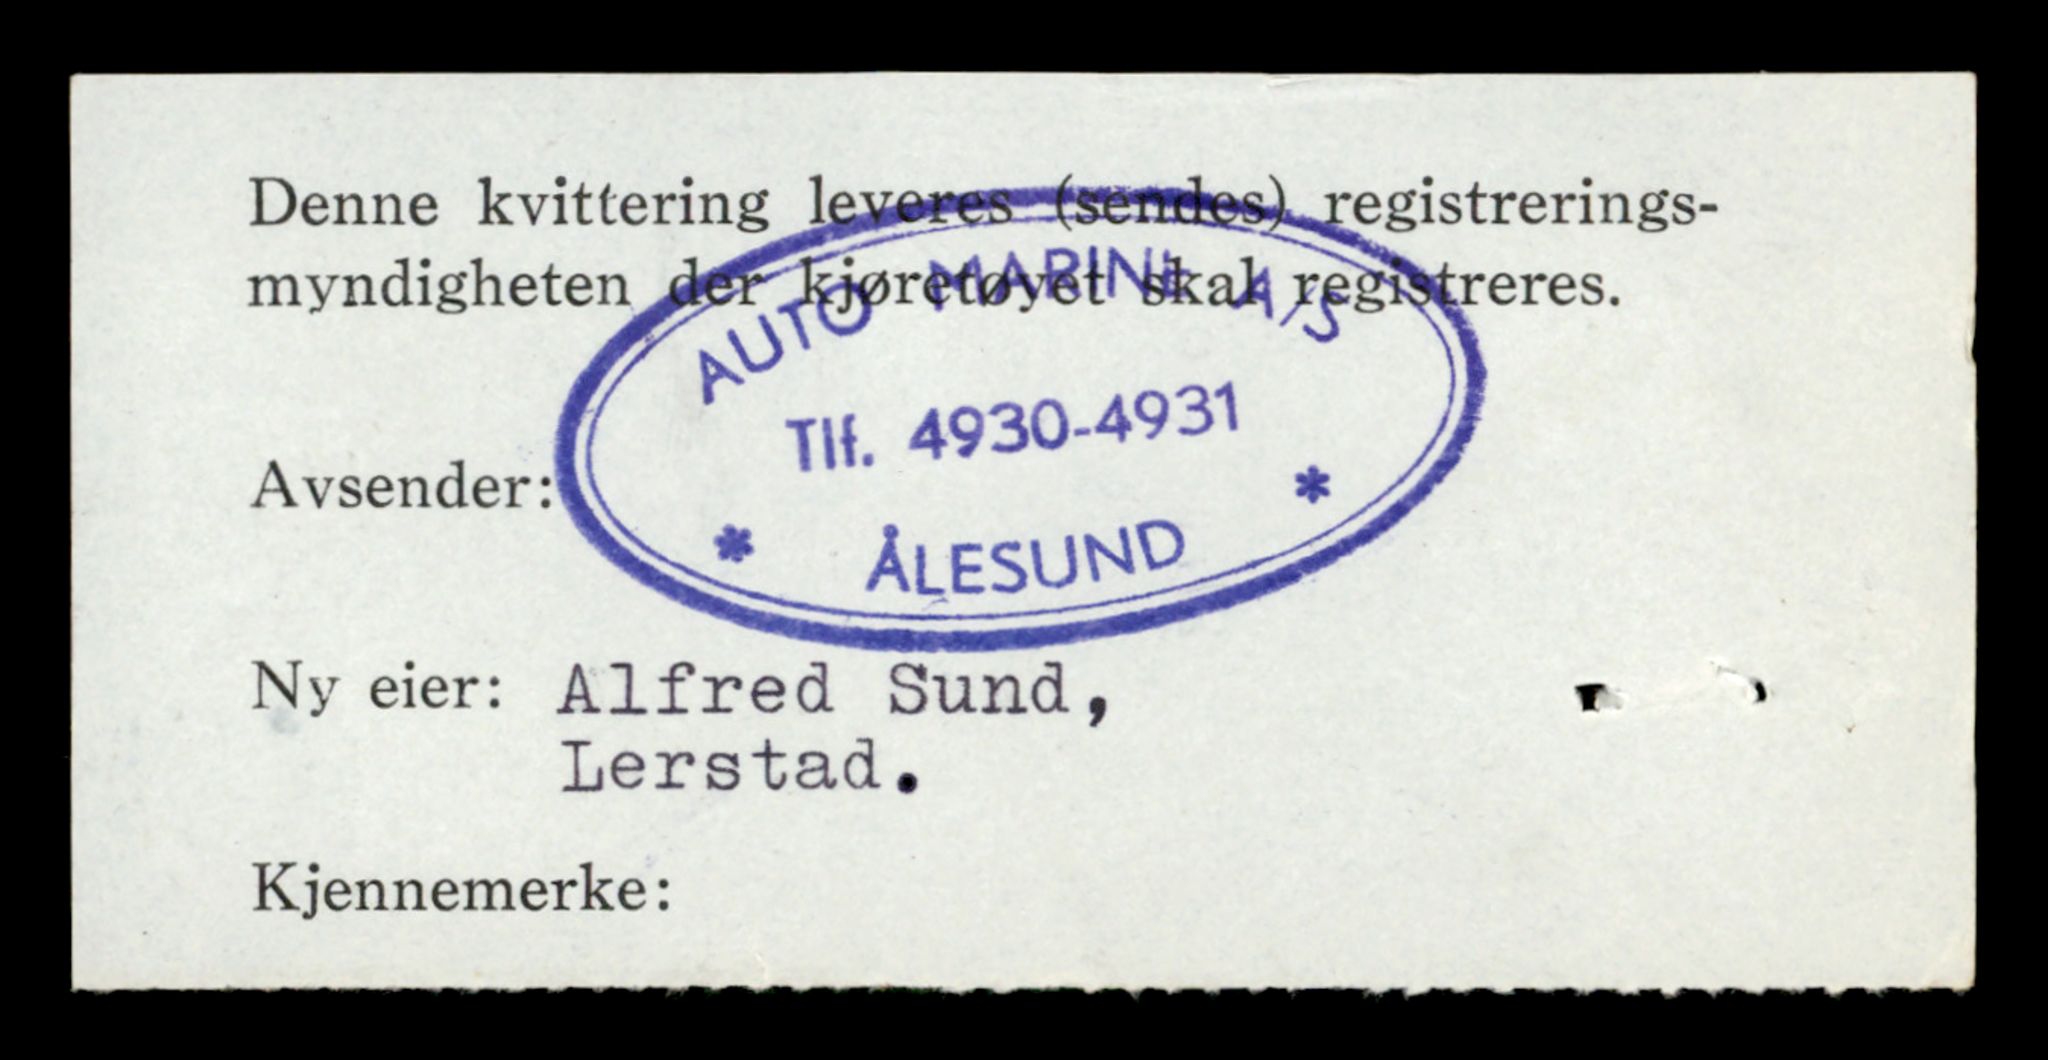 Denne kvittering leveres (sendes) registrerings-
myndigheten der kjøretøyet skal registreres.
AUTO MARINE A/S
Tlf. 4930-4931
* ÅLESUND *
Avsender:
Ny eier: Alfred Sund,
Lerstad.
Kjennemerke: